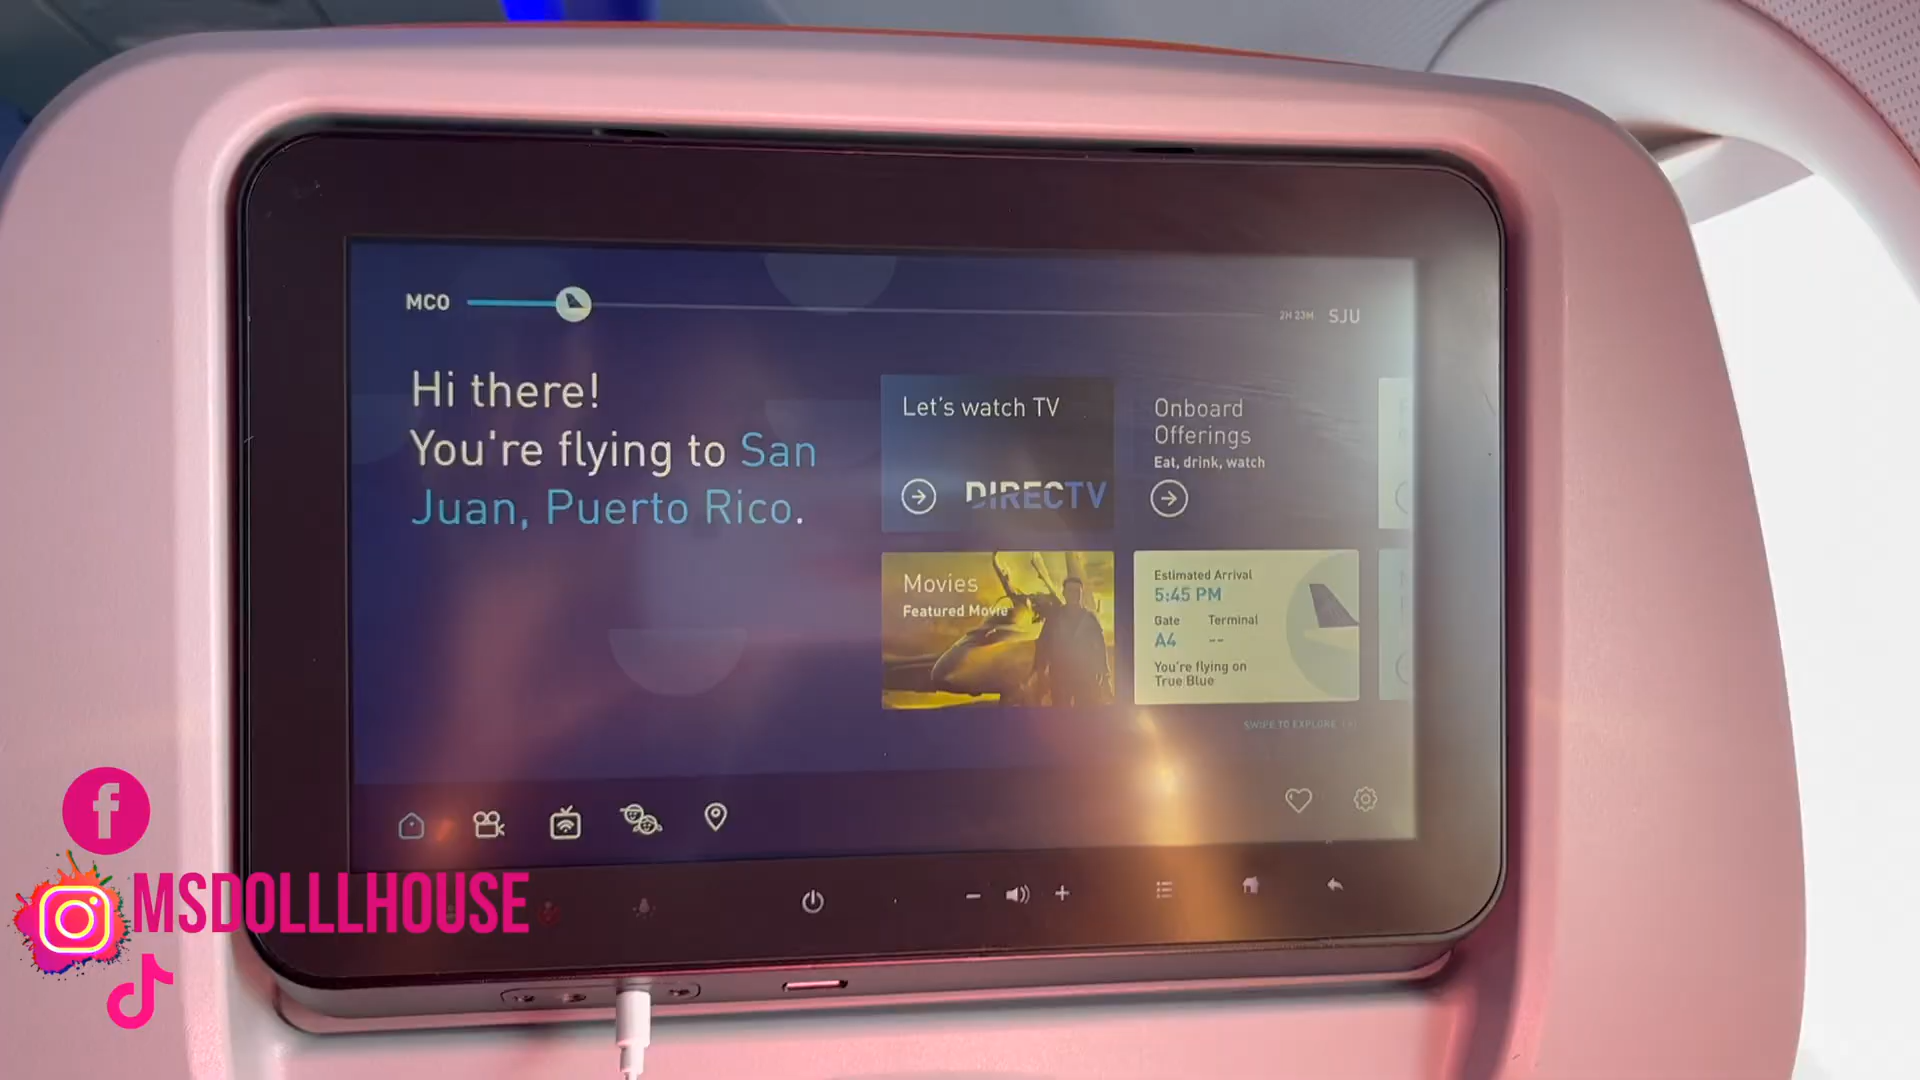 MCO
2H 23M SJU
Hi there!
You're flying to San
Juan, Puerto Rico.
Let's watch TV
DIRECTV
Onboard
Offerings
Eat, drink, watch
Movies
Featured Movie
Estimated Arrival
5:45 PM
Gate Terminal
A4 --
You're flying on
True Blue
SWIPE TO EXPLORE
MSDOLLLHOUSE